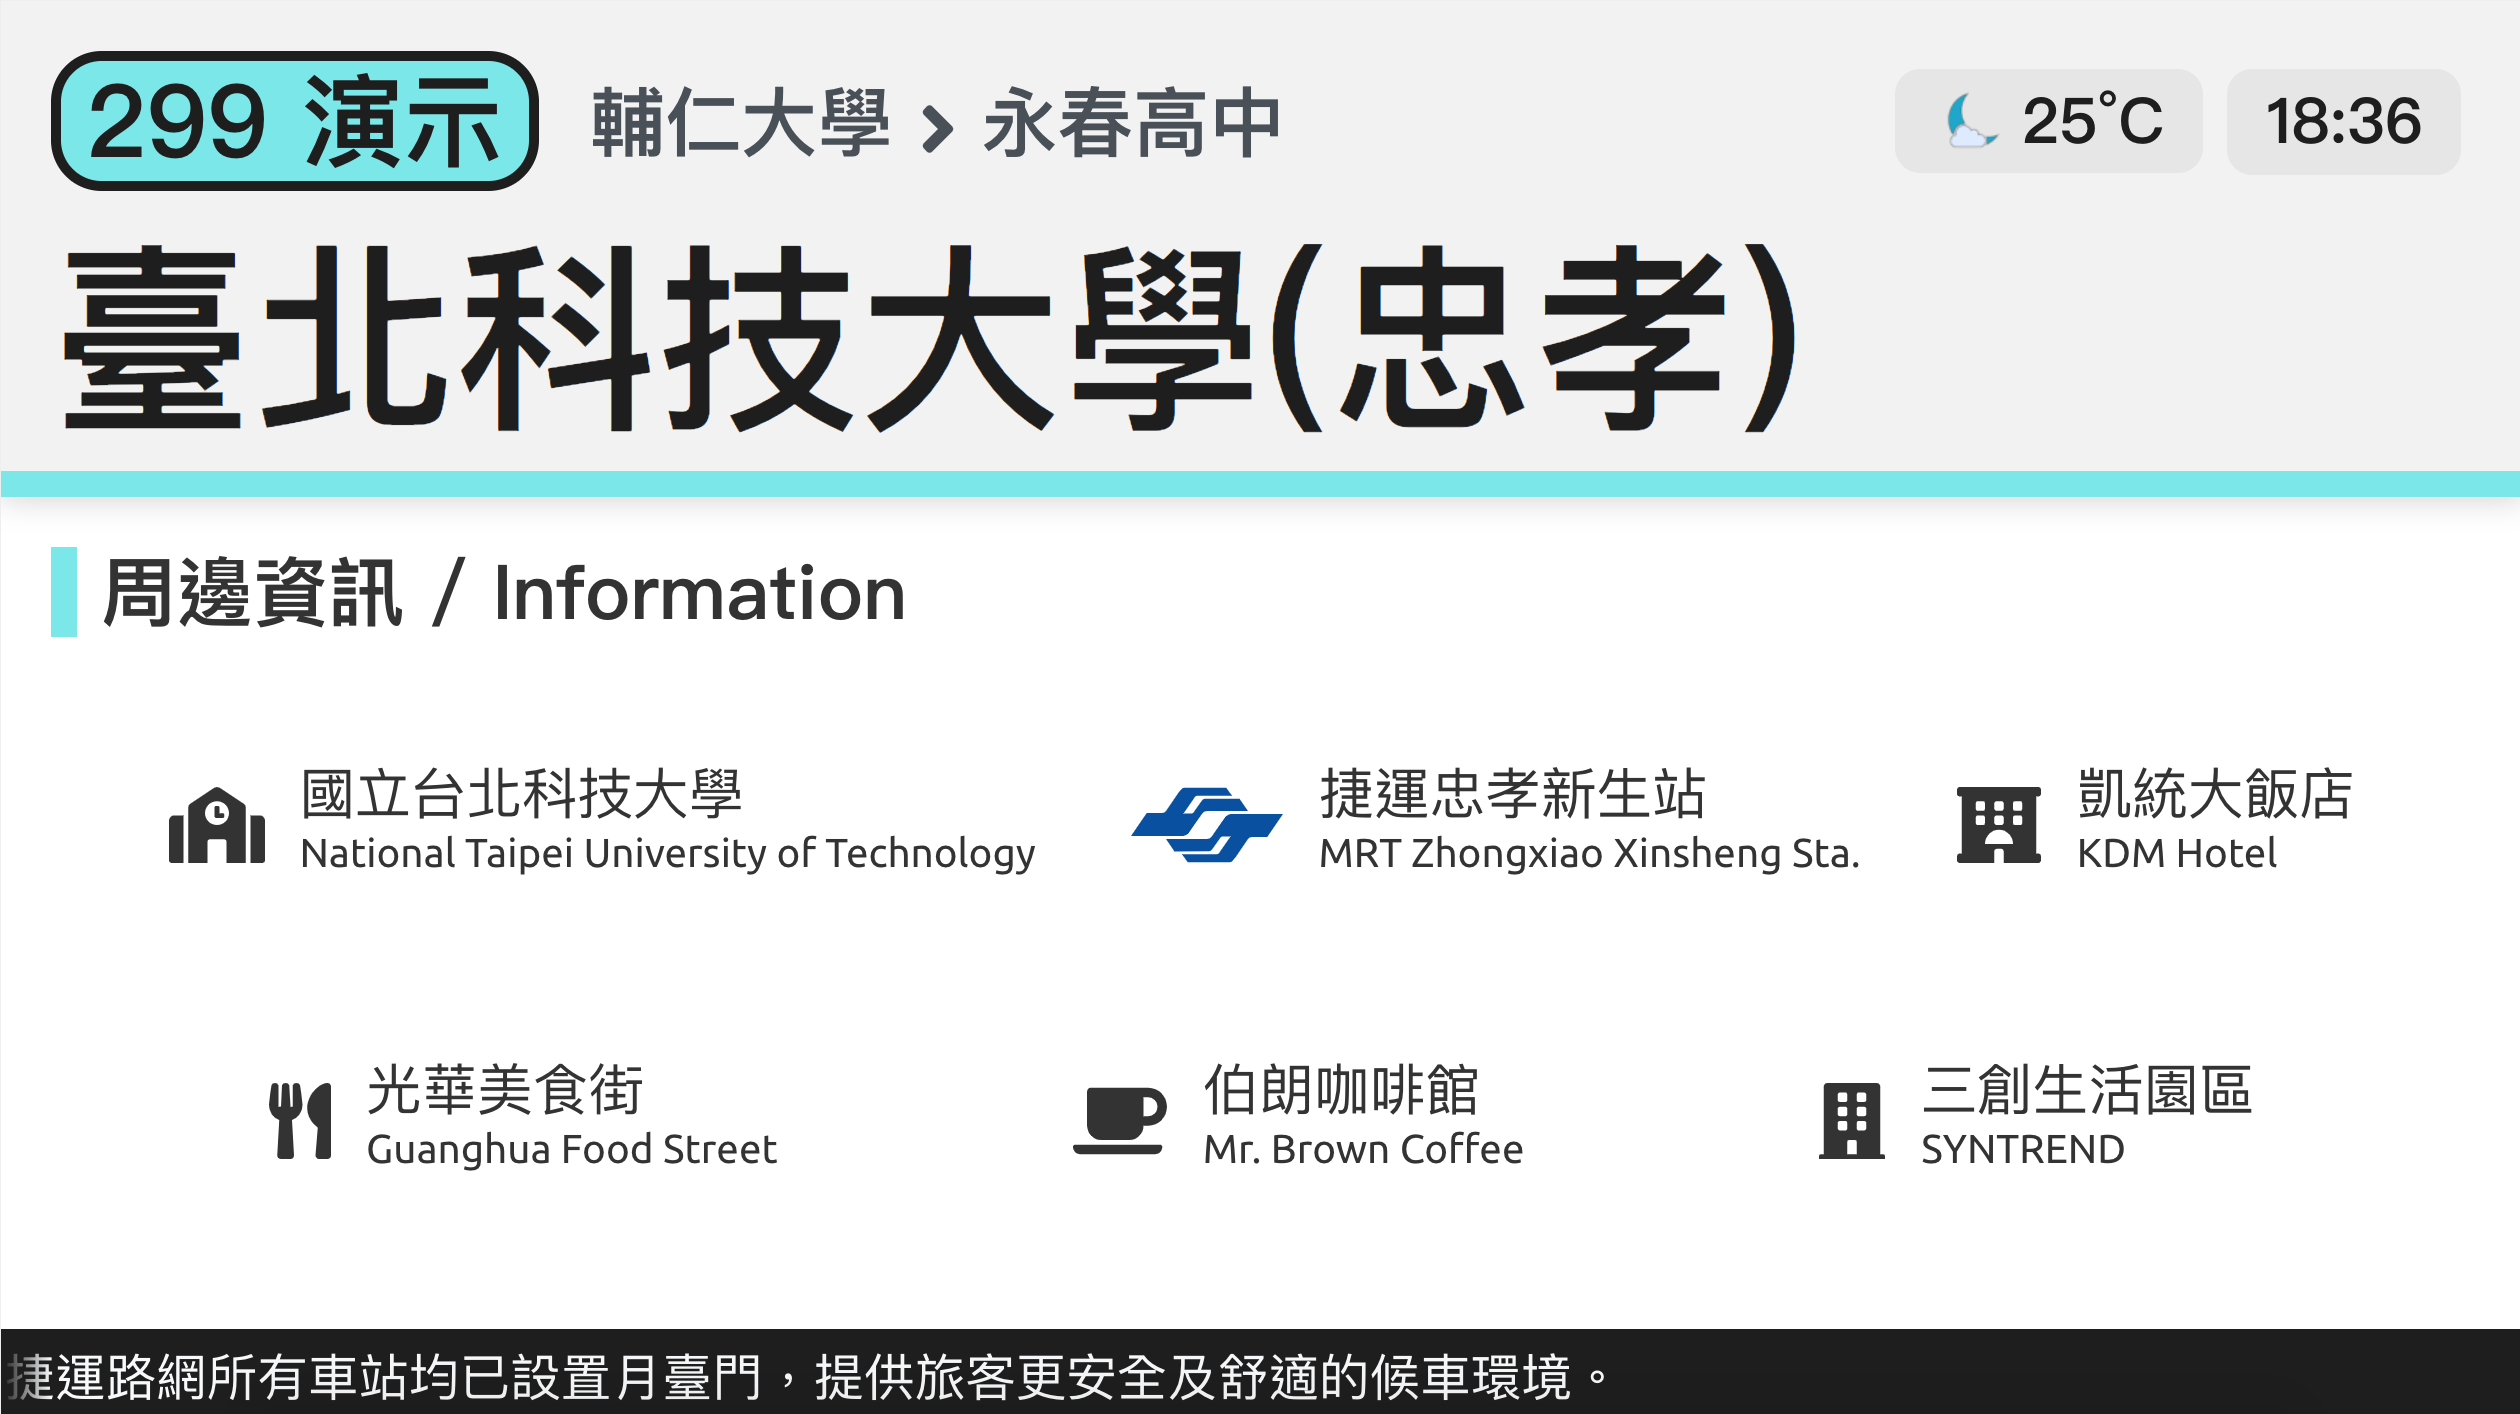 299 演示
輔仁大學 > 永春高中
25°C
18:36
臺北科技大學(忠孝)
周邊資訊 / Information
國立台北科技大學
National Taipei University of Technology
捷運忠孝新生站
MRT Zhongxiao Xinsheng Sta.
凱統大飯店
KDM Hotel
光華美食街
Guanghua Food Street
伯朗咖啡館
Mr. Brown Coffee
三創生活園區
SYNTREND
捷運路網所有車站均已設置月臺門，提供旅客更安全及舒適的候車環境。